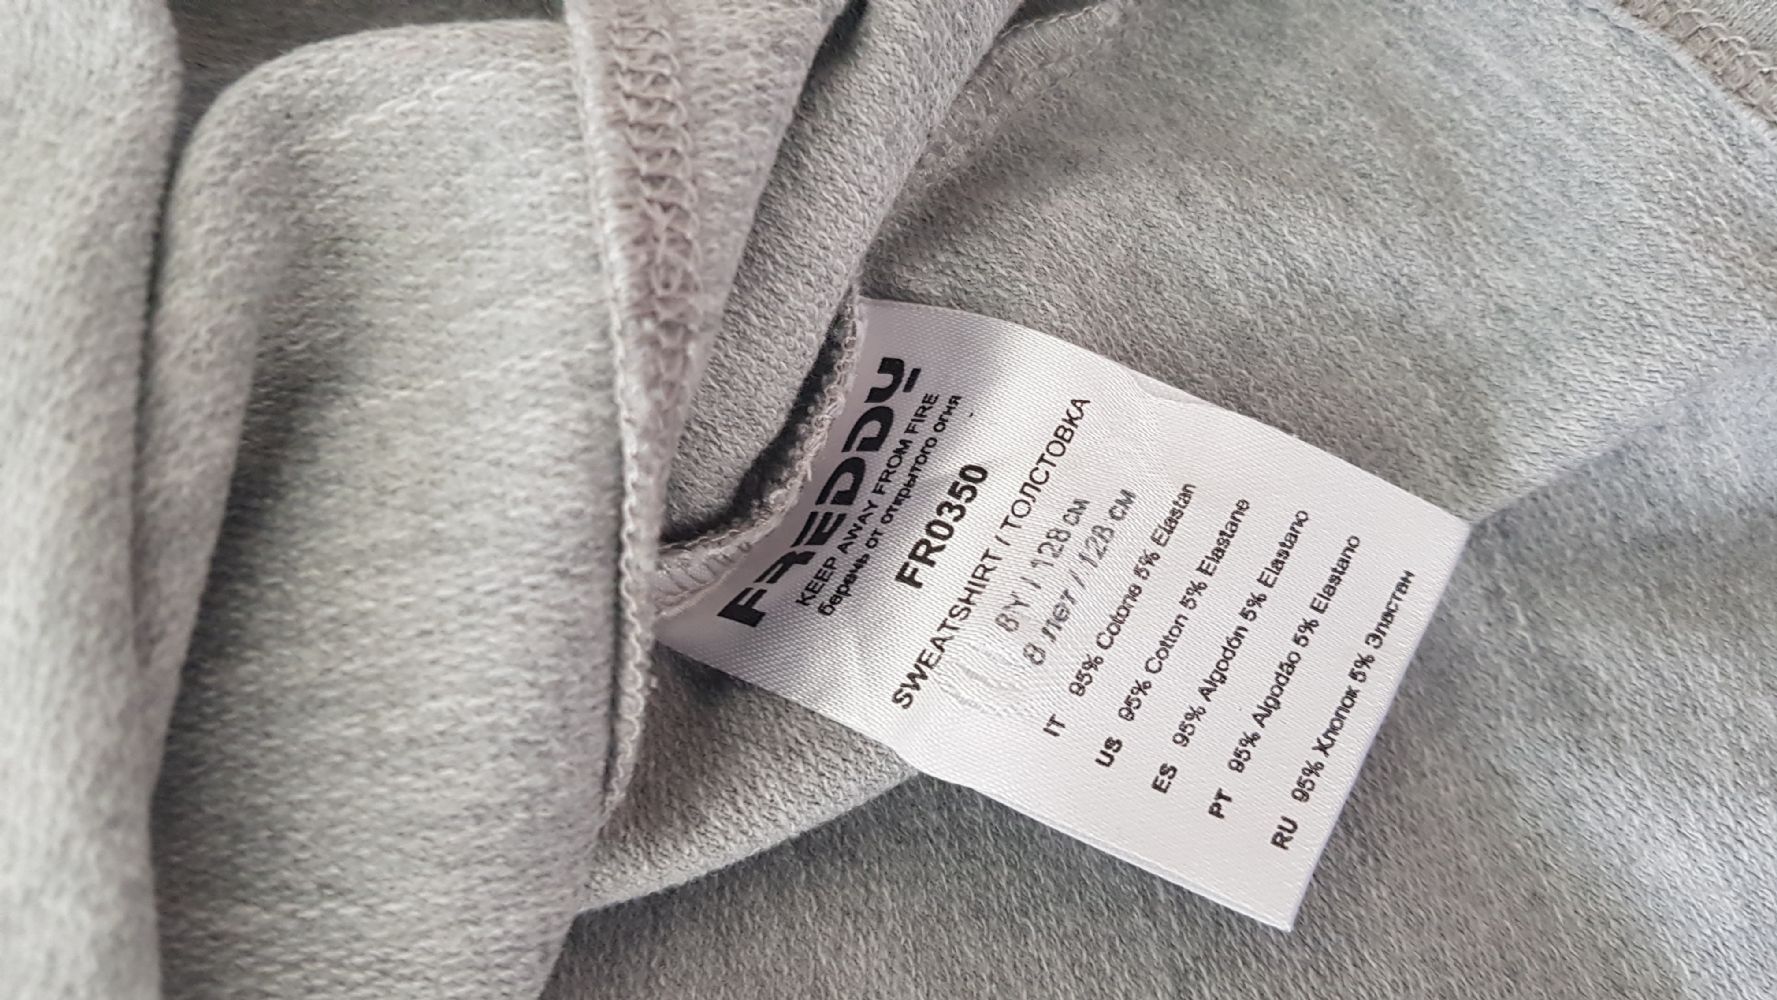 FREDDY
KEEP AWAY FROM FIRE
беречь от открытого огня
FR0350
SWEATSHIRT / ТОЛСТОВКА
8Y / 128 см
8 лет / 128 см
IT 95% Cotone 5% Elastan
US 95% Cotton 5% Elastane
ES 95% Algodón 5% Elastano
PT 95% Algodão 5% Elastano
RU 95% Хлопок 5% Эластан